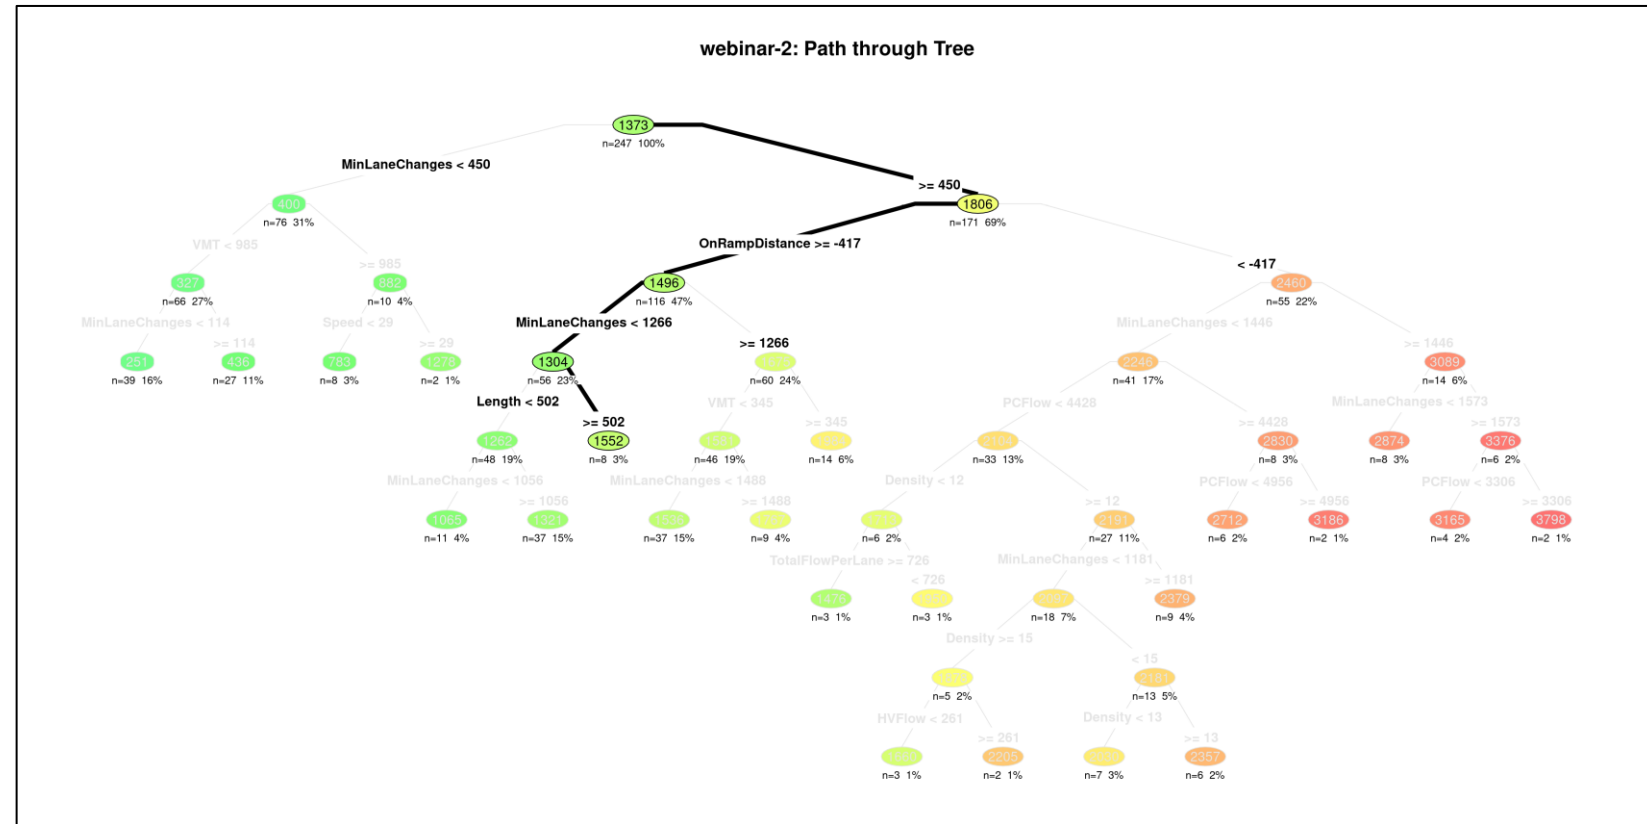 webinar-2: Path through Tree
1373
n=247 100%
MinLaneChanges < 450
>= 450
400
n=76 31%
1806
n=171 69%
VMT < 985
>= 985
OnRampDistance >= -417
< -417
327
n=66 27%
882
n=10 4%
1496
n=116 47%
2460
n=55 22%
MinLaneChanges < 114
>= 114
Speed < 29
>= 29
MinLaneChanges < 1266
>= 1266
MinLaneChanges < 1446
>= 1446
251
n=39 16%
436
n=27 11%
783
n=8 3%
1278
n=2 1%
1304
n=56 23%
n=60 24%
2246
n=41 17%
3089
n=14 6%
Length < 502
>= 502
VMT < 345
>= 345
PCFlow < 4428
>= 4428
MinLaneChanges < 1573
>= 1573
1262
n=48 19%
1552
n=8 3%
n=46 19%
n=14 6%
2104
n=33 13%
2830
n=8 3%
2874
n=8 3%
3376
n=6 2%
MinLaneChanges < 1056
>= 1056
MinLaneChanges < 1488
>= 1488
Density < 12
>= 12
PCFlow < 4956
>= 4956
PCFlow < 3306
>= 3306
1065
n=11 4%
1321
n=37 15%
n=37 15%
n=9 4%
n=6 2%
2191
n=27 11%
2712
n=6 2%
3186
n=2 1%
3165
n=4 2%
3798
n=2 1%
TotalFlowPerLane >= 726
< 726
MinLaneChanges < 1181
>= 1181
1476
n=3 1%
n=3 1%
n=18 7%
2379
n=9 4%
Density >= 15
< 15
n=5 2%
2181
n=13 5%
HVFlow < 261
>= 261
Density < 13
>= 13
n=3 1%
2205
n=2 1%
n=7 3%
2357
n=6 2%